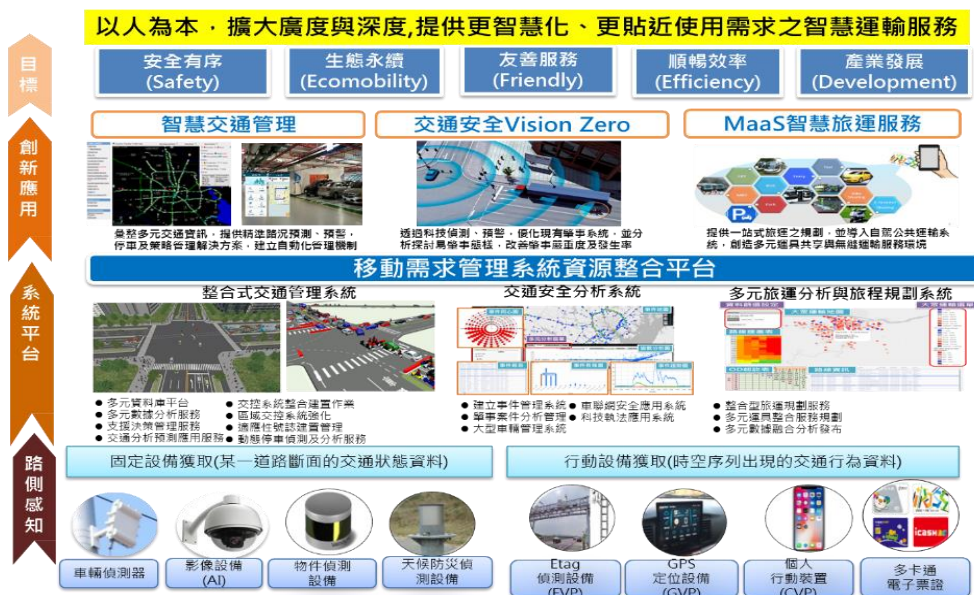 以人為本，擴大廣度與深度,提供更智慧化、更貼近使用需求之智慧運輸服務
目標
安全有序
(Safety)
生態永續
(Ecomobility)
友善服務
(Friendly)
順暢效率
(Efficiency)
產業發展
(Development)
創新應用
智慧交通管理
交通安全Vision Zero
MaaS智慧旅運服務
彙整多元交通資訊，提供精準路況預測、預警，
停車及策略管理解決方案，建立自動化管理機制
透過科技偵測、預警，優化現有肇事系統，並分
析探討易肇事態樣，改善肇事嚴重度及發生率
提供一站式旅運之規劃，並導入自駕公共運輸系
統，創造多元運具共享與無縫運輸服務環境
移動需求管理系統資源整合平台
系統平台
整合式交通管理系統
交通安全分析系統
多元旅運分析與旅程規劃系統
大眾運輸地圖
● 多元資料庫平台
● 多元數據分析服務
● 支援決策管理服務
● 交通分析預測應用服務
● 交控系統整合建置作業
● 區域交控系統強化
● 適應性號誌建置管理
● 動態停車偵測及分析服務
● 建立事件管理系統
● 肇事案件分析管理
● 大型車輛管理系統
● 車聯網安全應用系統
● 科技執法應用系統
● 整合型旅運規劃服務
● 多元運具整合服務規劃
● 多元數據融合分析發布
路側感知
固定設備獲取(某一道路斷面的交通狀態資料)
行動設備獲取(時空序列出現的交通行為資料)
icash
車輛偵測器
影像設備
(AI)
物件偵測
設備
天候防災偵
測設備
Etag
偵測設備
(EVP)
GPS
定位設備
(GVP)
個人
行動裝置
(CVP)
多卡通
電子票證